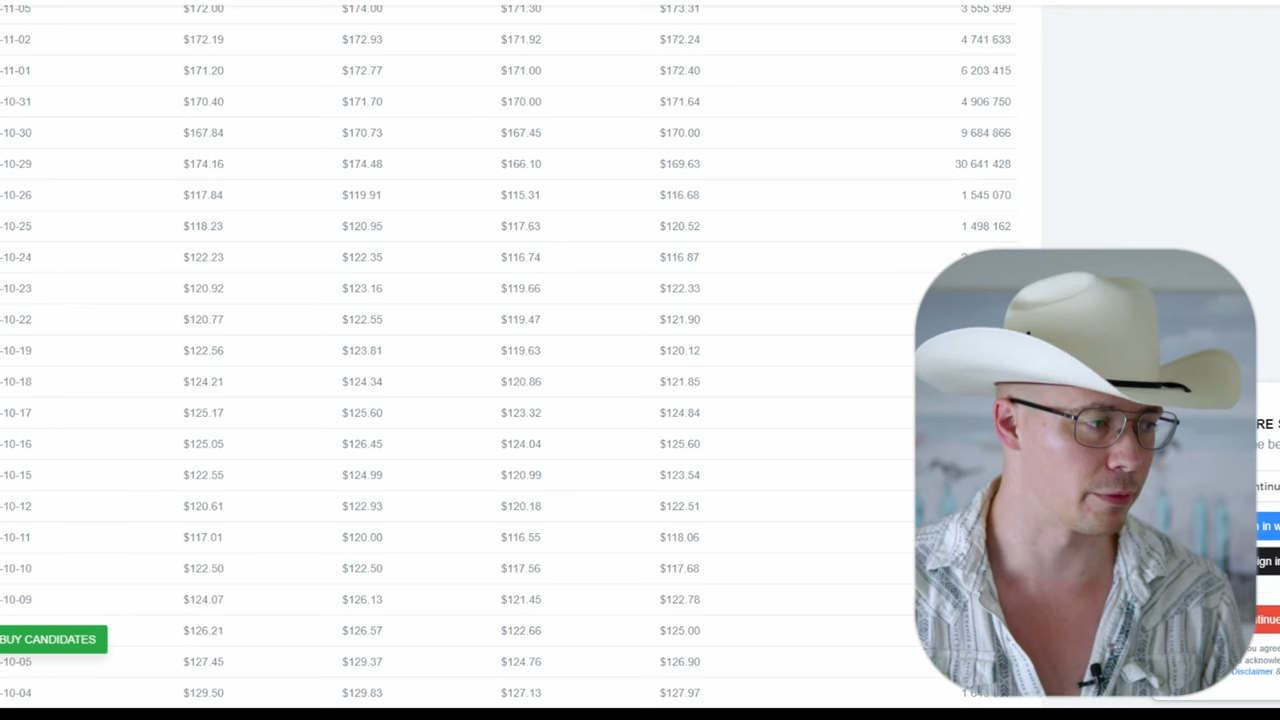 -11-05 $172.00 $174.00 $171.30 $173.31 3 555 399
-11-02 $172.19 $172.93 $171.92 $172.24 4 741 633
-11-01 $171.20 $172.77 $171.00 $172.40 6 203 415
-10-31 $170.40 $171.70 $170.00 $171.64 4 906 750
-10-30 $167.84 $170.73 $167.45 $170.00 9 684 866
-10-29 $174.16 $174.48 $166.10 $169.63 30 641 428
-10-26 $117.84 $119.91 $115.31 $116.68 1 545 070
-10-25 $118.23 $120.95 $117.63 $120.52 1 498 162
-10-24 $122.23 $122.35 $116.74 $116.87
-10-23 $120.92 $123.16 $119.66 $122.33
-10-22 $120.77 $122.55 $119.47 $121.90
-10-19 $122.56 $123.81 $119.63 $120.12
-10-18 $124.21 $124.34 $120.86 $121.85
-10-17 $125.17 $125.60 $123.32 $124.84
-10-16 $125.05 $126.45 $124.04 $125.60
-10-15 $122.55 $124.99 $120.99 $123.54
-10-12 $120.61 $122.93 $120.18 $122.51
-10-11 $117.01 $120.00 $116.55 $118.06
-10-10 $122.50 $122.50 $117.56 $117.68
-10-09 $124.07 $126.13 $121.45 $122.78
$126.21 $126.57 $122.66 $125.00
BUY CANDIDATES
-10-05 $127.45 $129.37 $124.76 $126.90
-10-04 $129.50 $129.83 $127.13 $127.97
RE S
e be
ntinu
n in w
ign in
ntinue
ou agree
acknowle
Disclaimer &